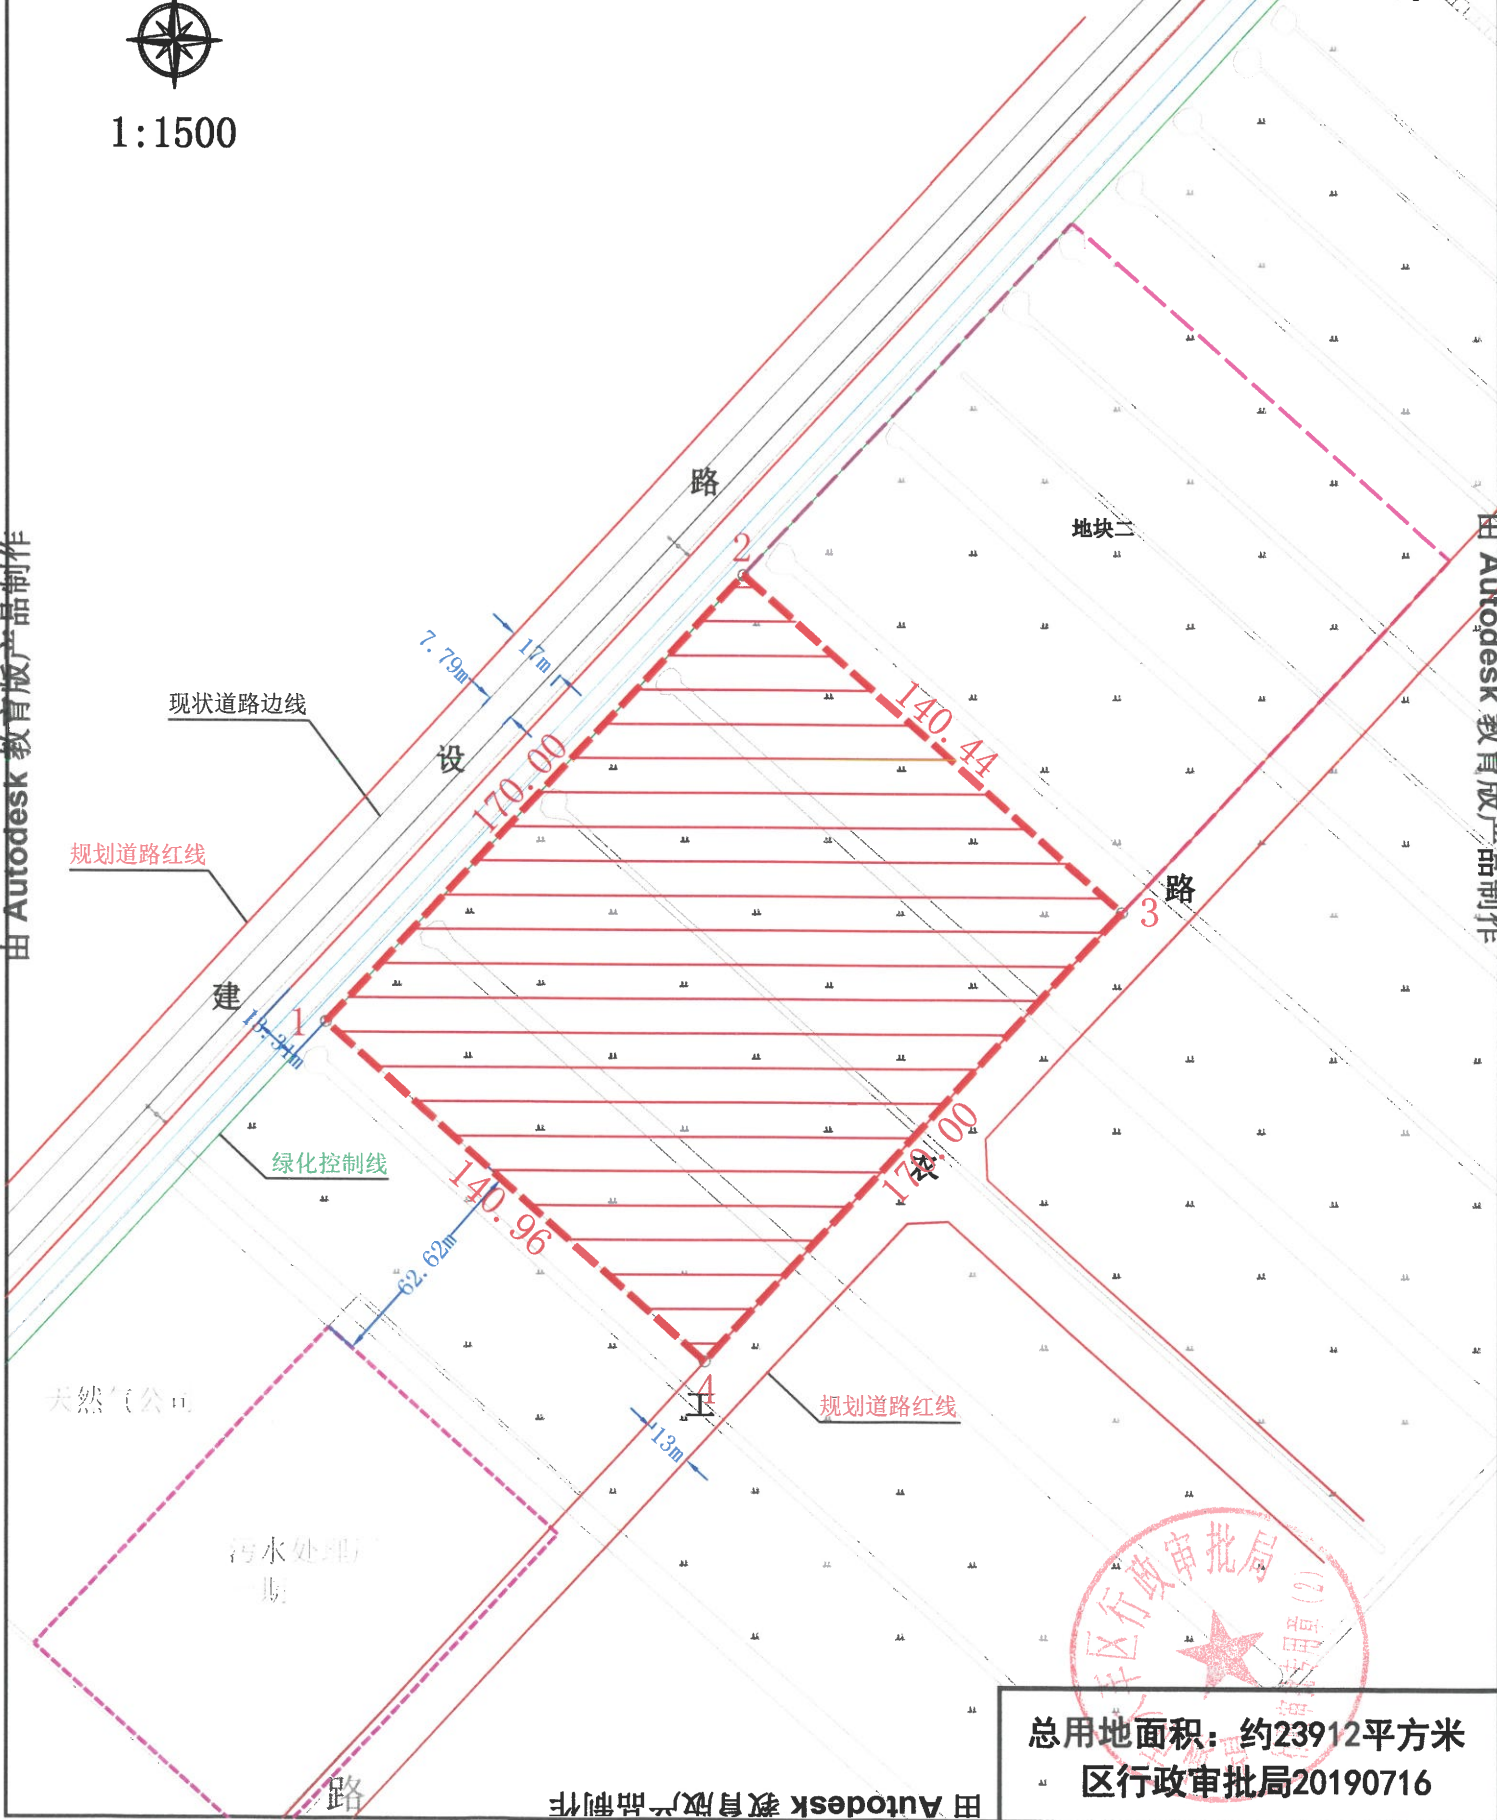 1:1500
路
地块二
2
7.79m
17m
现状道路边线
140.44
设
170.00
规划道路红线
路
3
建
1
13.31m
170.00
绿化控制线
140.96
62.62m
天然气公司
4
工
规划道路红线
13m
污水处理厂
期
区行政审批局
总用地面积：约23912平方米
区行政审批局20190716
路
由 Autodesk 教育版产品制作
由 Autodesk 教育版产品制作
由 Autodesk 教育版产品制作